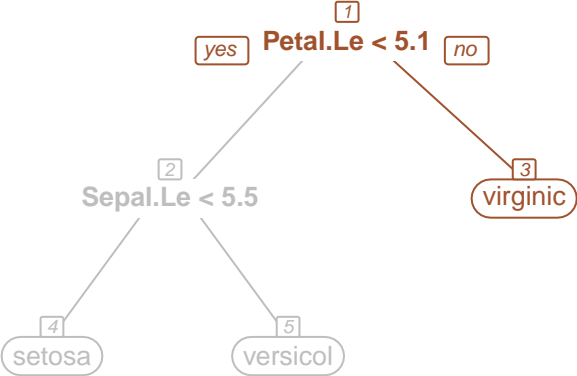 1
yes Petal.Le < 5.1 no
2
3
Sepal.Le < 5.5
virginic
4
5
setosa
versicol